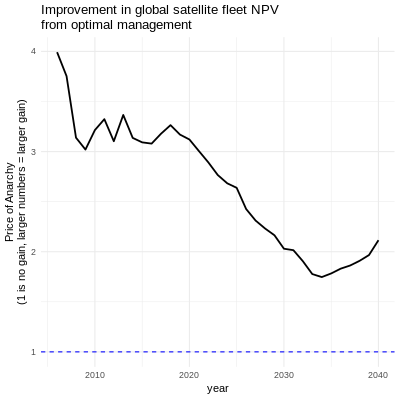 Improvement in global satellite fleet NPV
from optimal management
Price of Anarchy
(1 is no gain, larger numbers = larger gain)
4
3
2
1
2010
2020
2030
2040
year